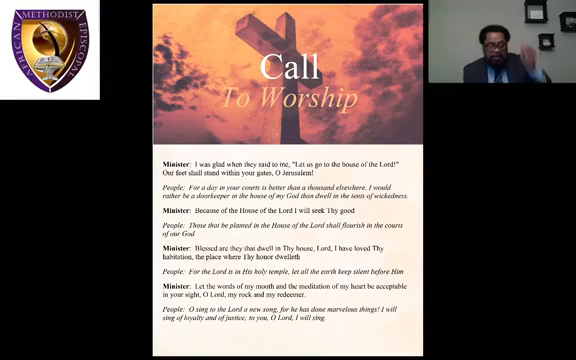 METHODIST
AFRICAN
EPISCOPAL
Call
To Worship
Minister: I was glad when they said to me, "Let us go to the house of the Lord!"
Our feet shall stand within your gates, O Jerusalem!
People: For a day in your courts is better than a thousand elsewhere. I would
rather be a doorkeeper in the house of my God than dwell in the tents of wickedness.
Minister: Because of the House of the Lord I will seek Thy good
People: Those that be planted in the House of the Lord shall flourish in the courts
of our God
Minister: Blessed are they that dwell in Thy house, Lord, I have loved Thy
habitation, the place where Thy honor dwelleth
People: For the Lord is in His holy temple, let all the earth keep silent before Him
Minister: Let the words of my mouth and the meditation of my heart be acceptable
in your sight, O Lord, my rock and my redeemer.
People: O sing to the Lord a new song, for he has done marvelous things! I will
sing of loyalty and of justice; to you, O Lord, I will sing.